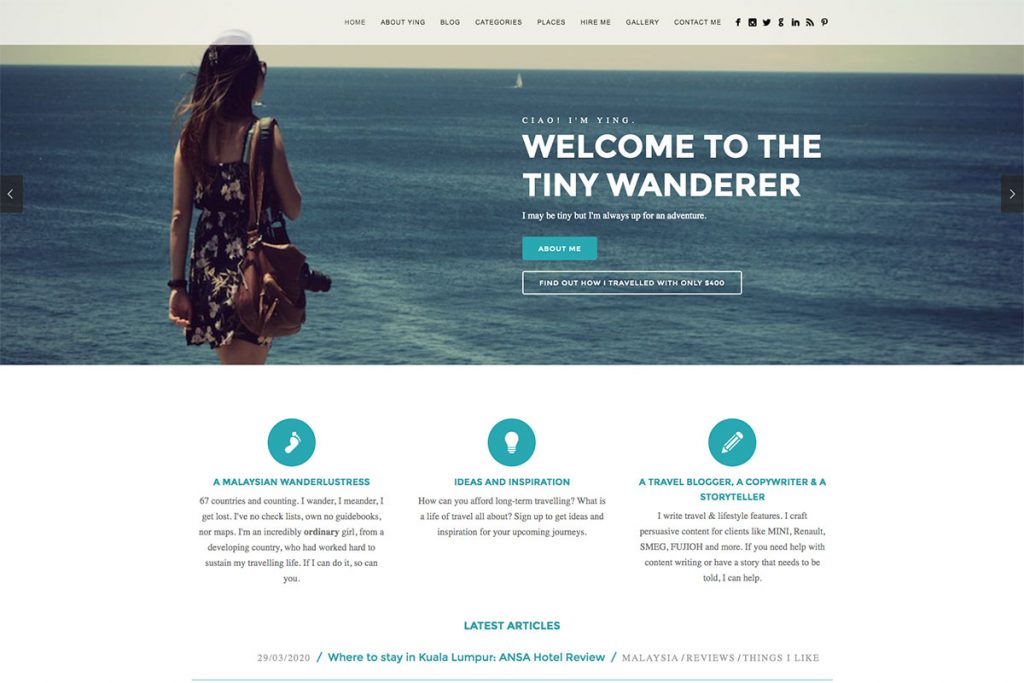 HOME ABOUT YING BLOG CATEGORIES PLACES HIRE ME GALLERY CONTACT ME
CIAO! I'M YING.
WELCOME TO THE
TINY WANDERER
I may be tiny but I'm always up for an adventure.
ABOUT ME
FIND OUT HOW I TRAVELLED WITH ONLY $400
A MALAYSIAN WANDERLUSTRESS
67 countries and counting. I wander, I meander, I
get lost. I've no check lists, own no guidebooks,
nor maps. I'm an incredibly ordinary girl, from a
developing country, who had worked hard to
sustain my travelling life. If I can do it, so can
you.
IDEAS AND INSPIRATION
How can you afford long-term travelling? What is
a life of travel all about? Sign up to get ideas and
inspiration for your upcoming journeys.
A TRAVEL BLOGGER, A COPYWRITER & A
STORYTELLER
I write travel & lifestyle features. I craft
persuasive content for clients like MINI, Renault,
SMEG, FUJIOH and more. If you need help with
content writing or have a story that needs to be
told, I can help.
LATEST ARTICLES
29/03/2020 / Where to stay in Kuala Lumpur: ANSA Hotel Review / MALAYSIA / REVIEWS / THINGS I LIKE